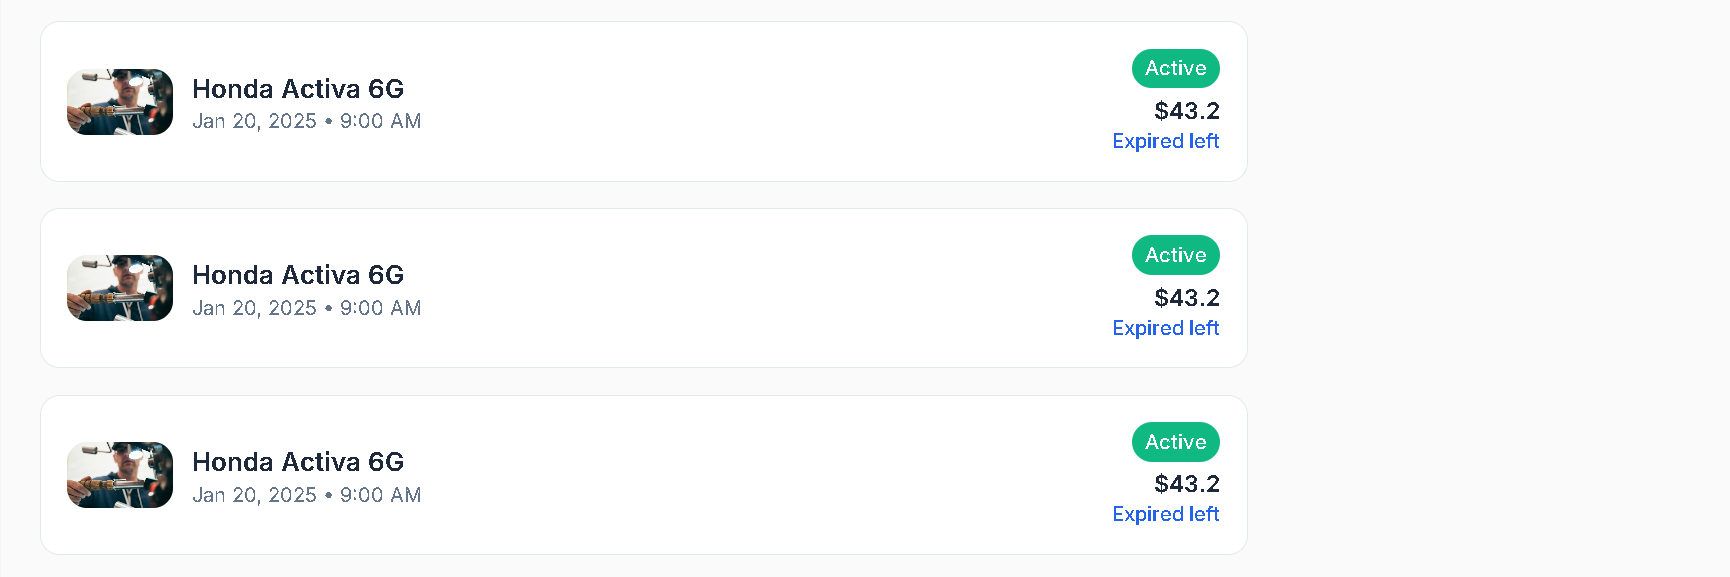 Honda Activa 6G
Jan 20, 2025 • 9:00 AM
Active
$43.2
Expired left
Honda Activa 6G
Jan 20, 2025 • 9:00 AM
Active
$43.2
Expired left
Honda Activa 6G
Jan 20, 2025 • 9:00 AM
Active
$43.2
Expired left